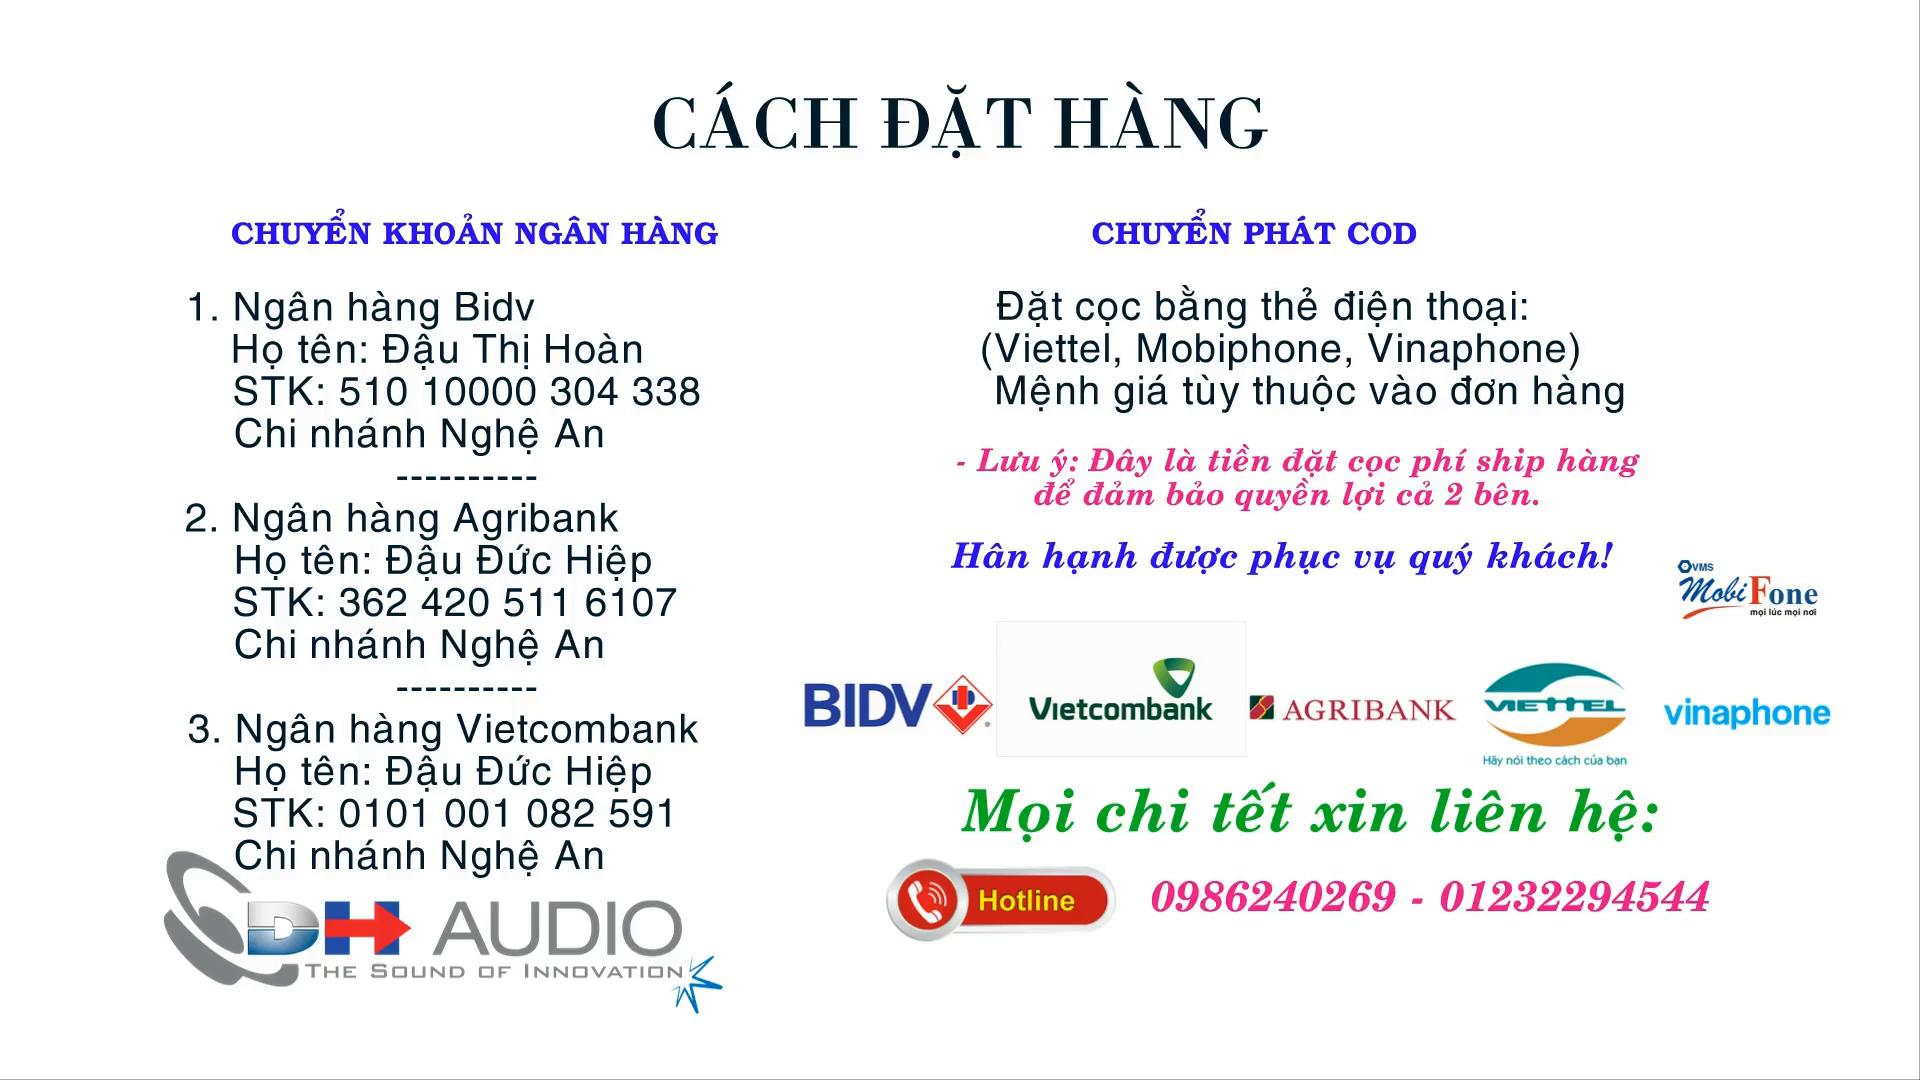 CÁCH ĐẶT HÀNG
CHUYỂN KHOẢN NGÂN HÀNG
1. Ngân hàng Bidv
Họ tên: Đậu Thị Hoàn
STK: 510 10000 304 338
Chi nhánh Nghệ An
----------
2. Ngân hàng Agribank
Họ tên: Đậu Đức Hiệp
STK: 362 420 511 6107
Chi nhánh Nghệ An
----------
3. Ngân hàng Vietcombank
Họ tên: Đậu Đức Hiệp
STK: 0101 001 082 591
Chi nhánh Nghệ An
DH AUDIO
THE SOUND OF INNOVATION
CHUYỂN PHÁT COD
Đặt cọc bằng thẻ điện thoại:
(Viettel, Mobiphone, Vinaphone)
Mệnh giá tùy thuộc vào đơn hàng
- Lưu ý: Đây là tiền đặt cọc phí ship hàng
để đảm bảo quyền lợi cả 2 bên.
Hân hạnh được phục vụ quý khách!
VMS
MobiFone
mọi lúc mọi nơi
BIDV
Vietcombank
AGRIBANK
VIETTEL
Hãy nói theo cách của bạn
vinaphone
Mọi chi tết xin liên hệ:
Hotline
0986240269 - 01232294544